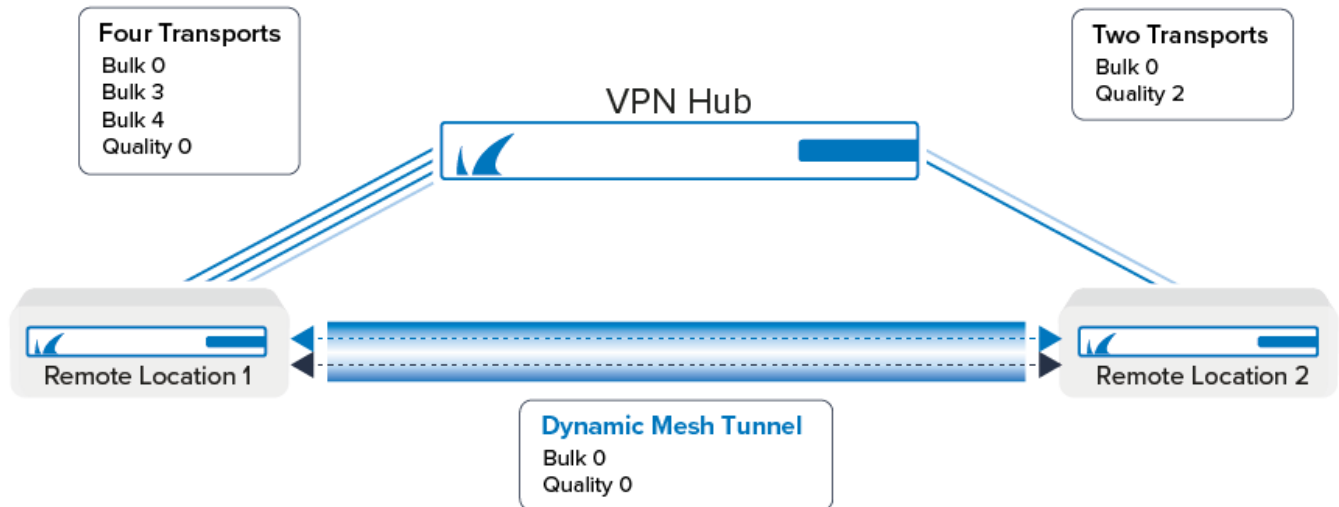 Four Transports
Bulk 0
Bulk 3
Bulk 4
Quality 0
VPN Hub
Two Transports
Bulk 0
Quality 2
Remote Location 1
Remote Location 2
Dynamic Mesh Tunnel
Bulk 0
Quality 0